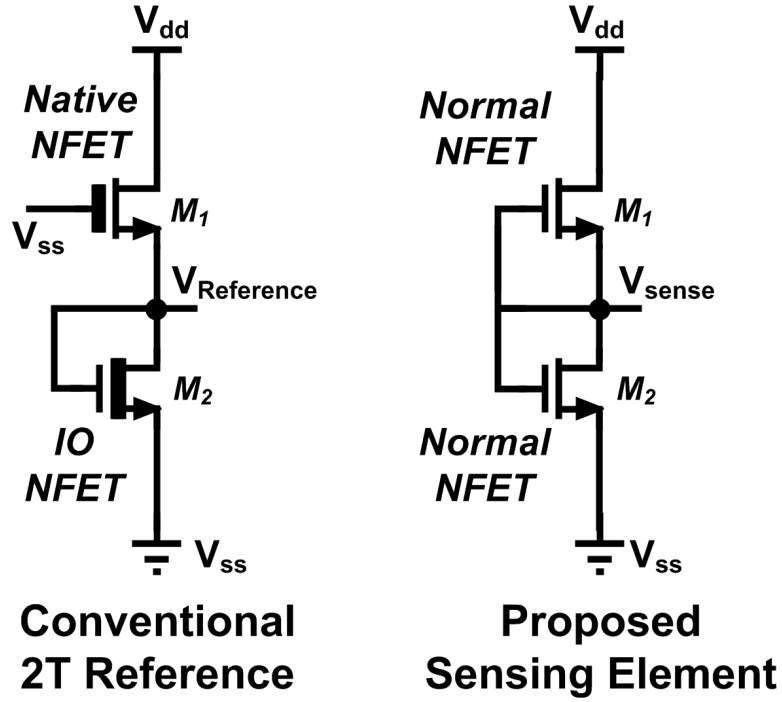 Vdd
Native
NFET
M1
Vss
VReference
M2
IO
NFET
Vss
Conventional
2T Reference
Vdd
Normal
NFET
M1
Vsense
M2
Normal
NFET
Vss
Proposed
Sensing Element